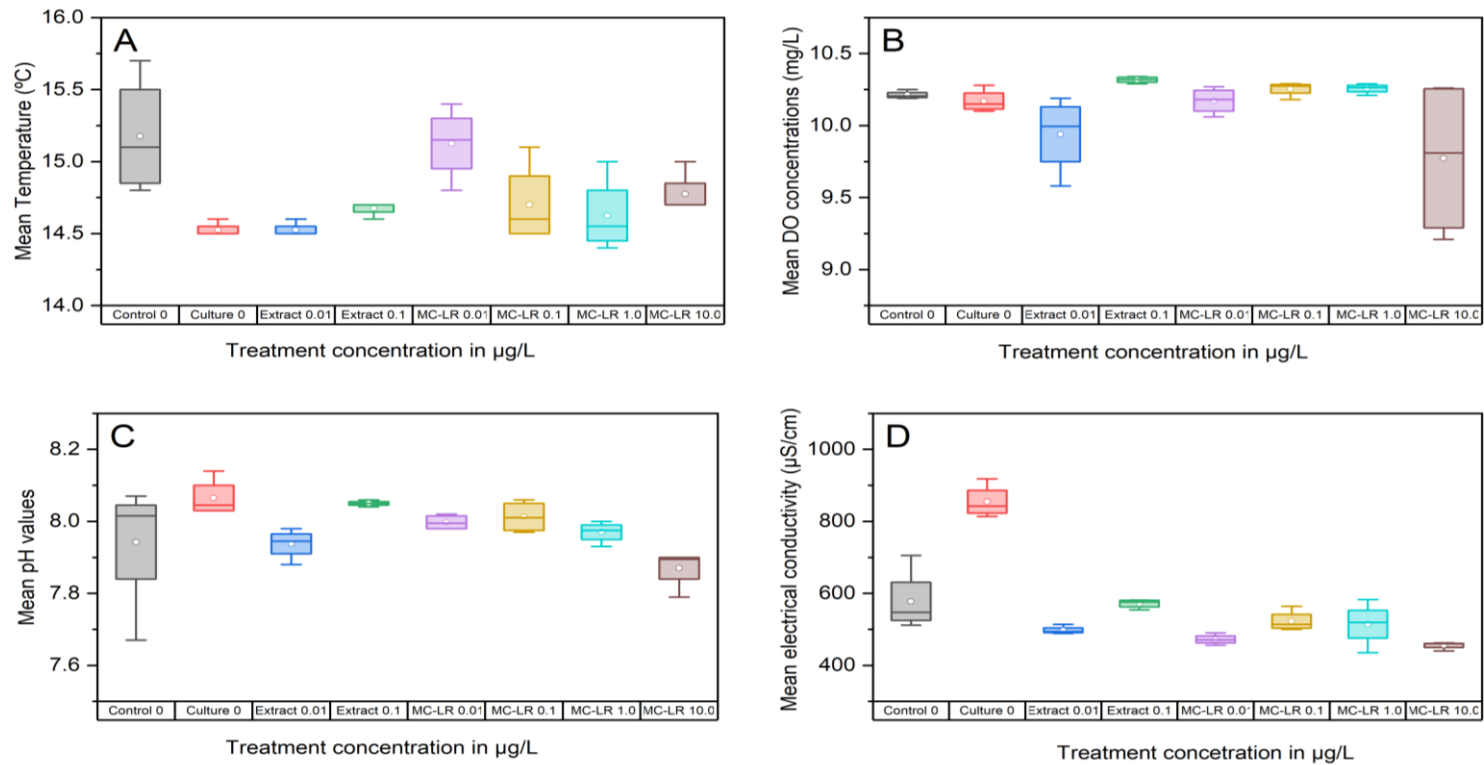 A
Mean Temperature (ºC)
16.0
15.5
15.0
14.5
14.0
Control 0 Culture 0 Extract 0.01 Extract 0.1 MC-LR 0.01 MC-LR 0.1 MC-LR 1.0 MC-LR 10.0
Treatment concentration in µg/L
B
Mean DO concentrations (mg/L)
10.5
10.0
9.5
9.0
Control 0 Culture 0 Extract 0.01 Extract 0.1 MC-LR 0.01 MC-LR 0.1 MC-LR 1.0 MC-LR 10.0
Treatment concentration in µg/L
C
Mean pH values
8.2
8.0
7.8
7.6
Control 0 Culture 0 Extract 0.01 Extract 0.1 MC-LR 0.01 MC-LR 0.1 MC-LR 1.0 MC-LR 10.0
Treatment concentration in µg/L
D
Mean electrical conductivity (µS/cm)
1000
800
600
400
Control 0 Culture 0 Extract 0.01 Extract 0.1 MC-LR 0.01 MC-LR 0.1 MC-LR 1.0 MC-LR 10.0
Treatment concetration in µg/L